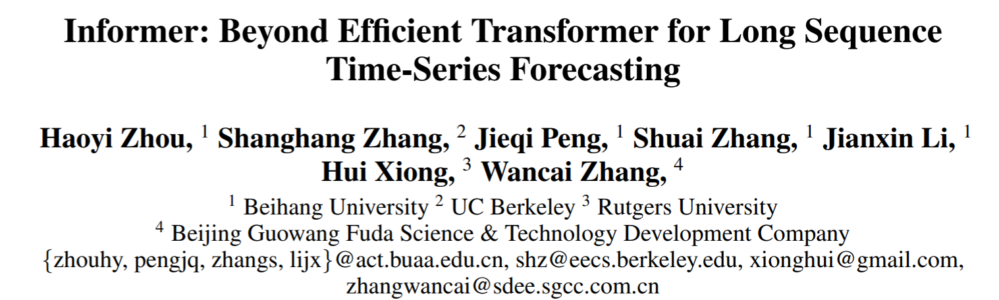 Informer: Beyond Efficient Transformer for Long Sequence
Time-Series Forecasting
Haoyi Zhou, 1 Shanghang Zhang, 2 Jieqi Peng, 1 Shuai Zhang, 1 Jianxin Li, 1
Hui Xiong, 3 Wancai Zhang, 4
1 Beihang University 2 UC Berkeley 3 Rutgers University
4 Beijing Guowang Fuda Science & Technology Development Company
{zhouhy, pengjq, zhangs, lijx}@act.buaa.edu.cn, shz@eecs.berkeley.edu, xionghui@gmail.com,
zhangwancai@sdee.sgcc.com.cn